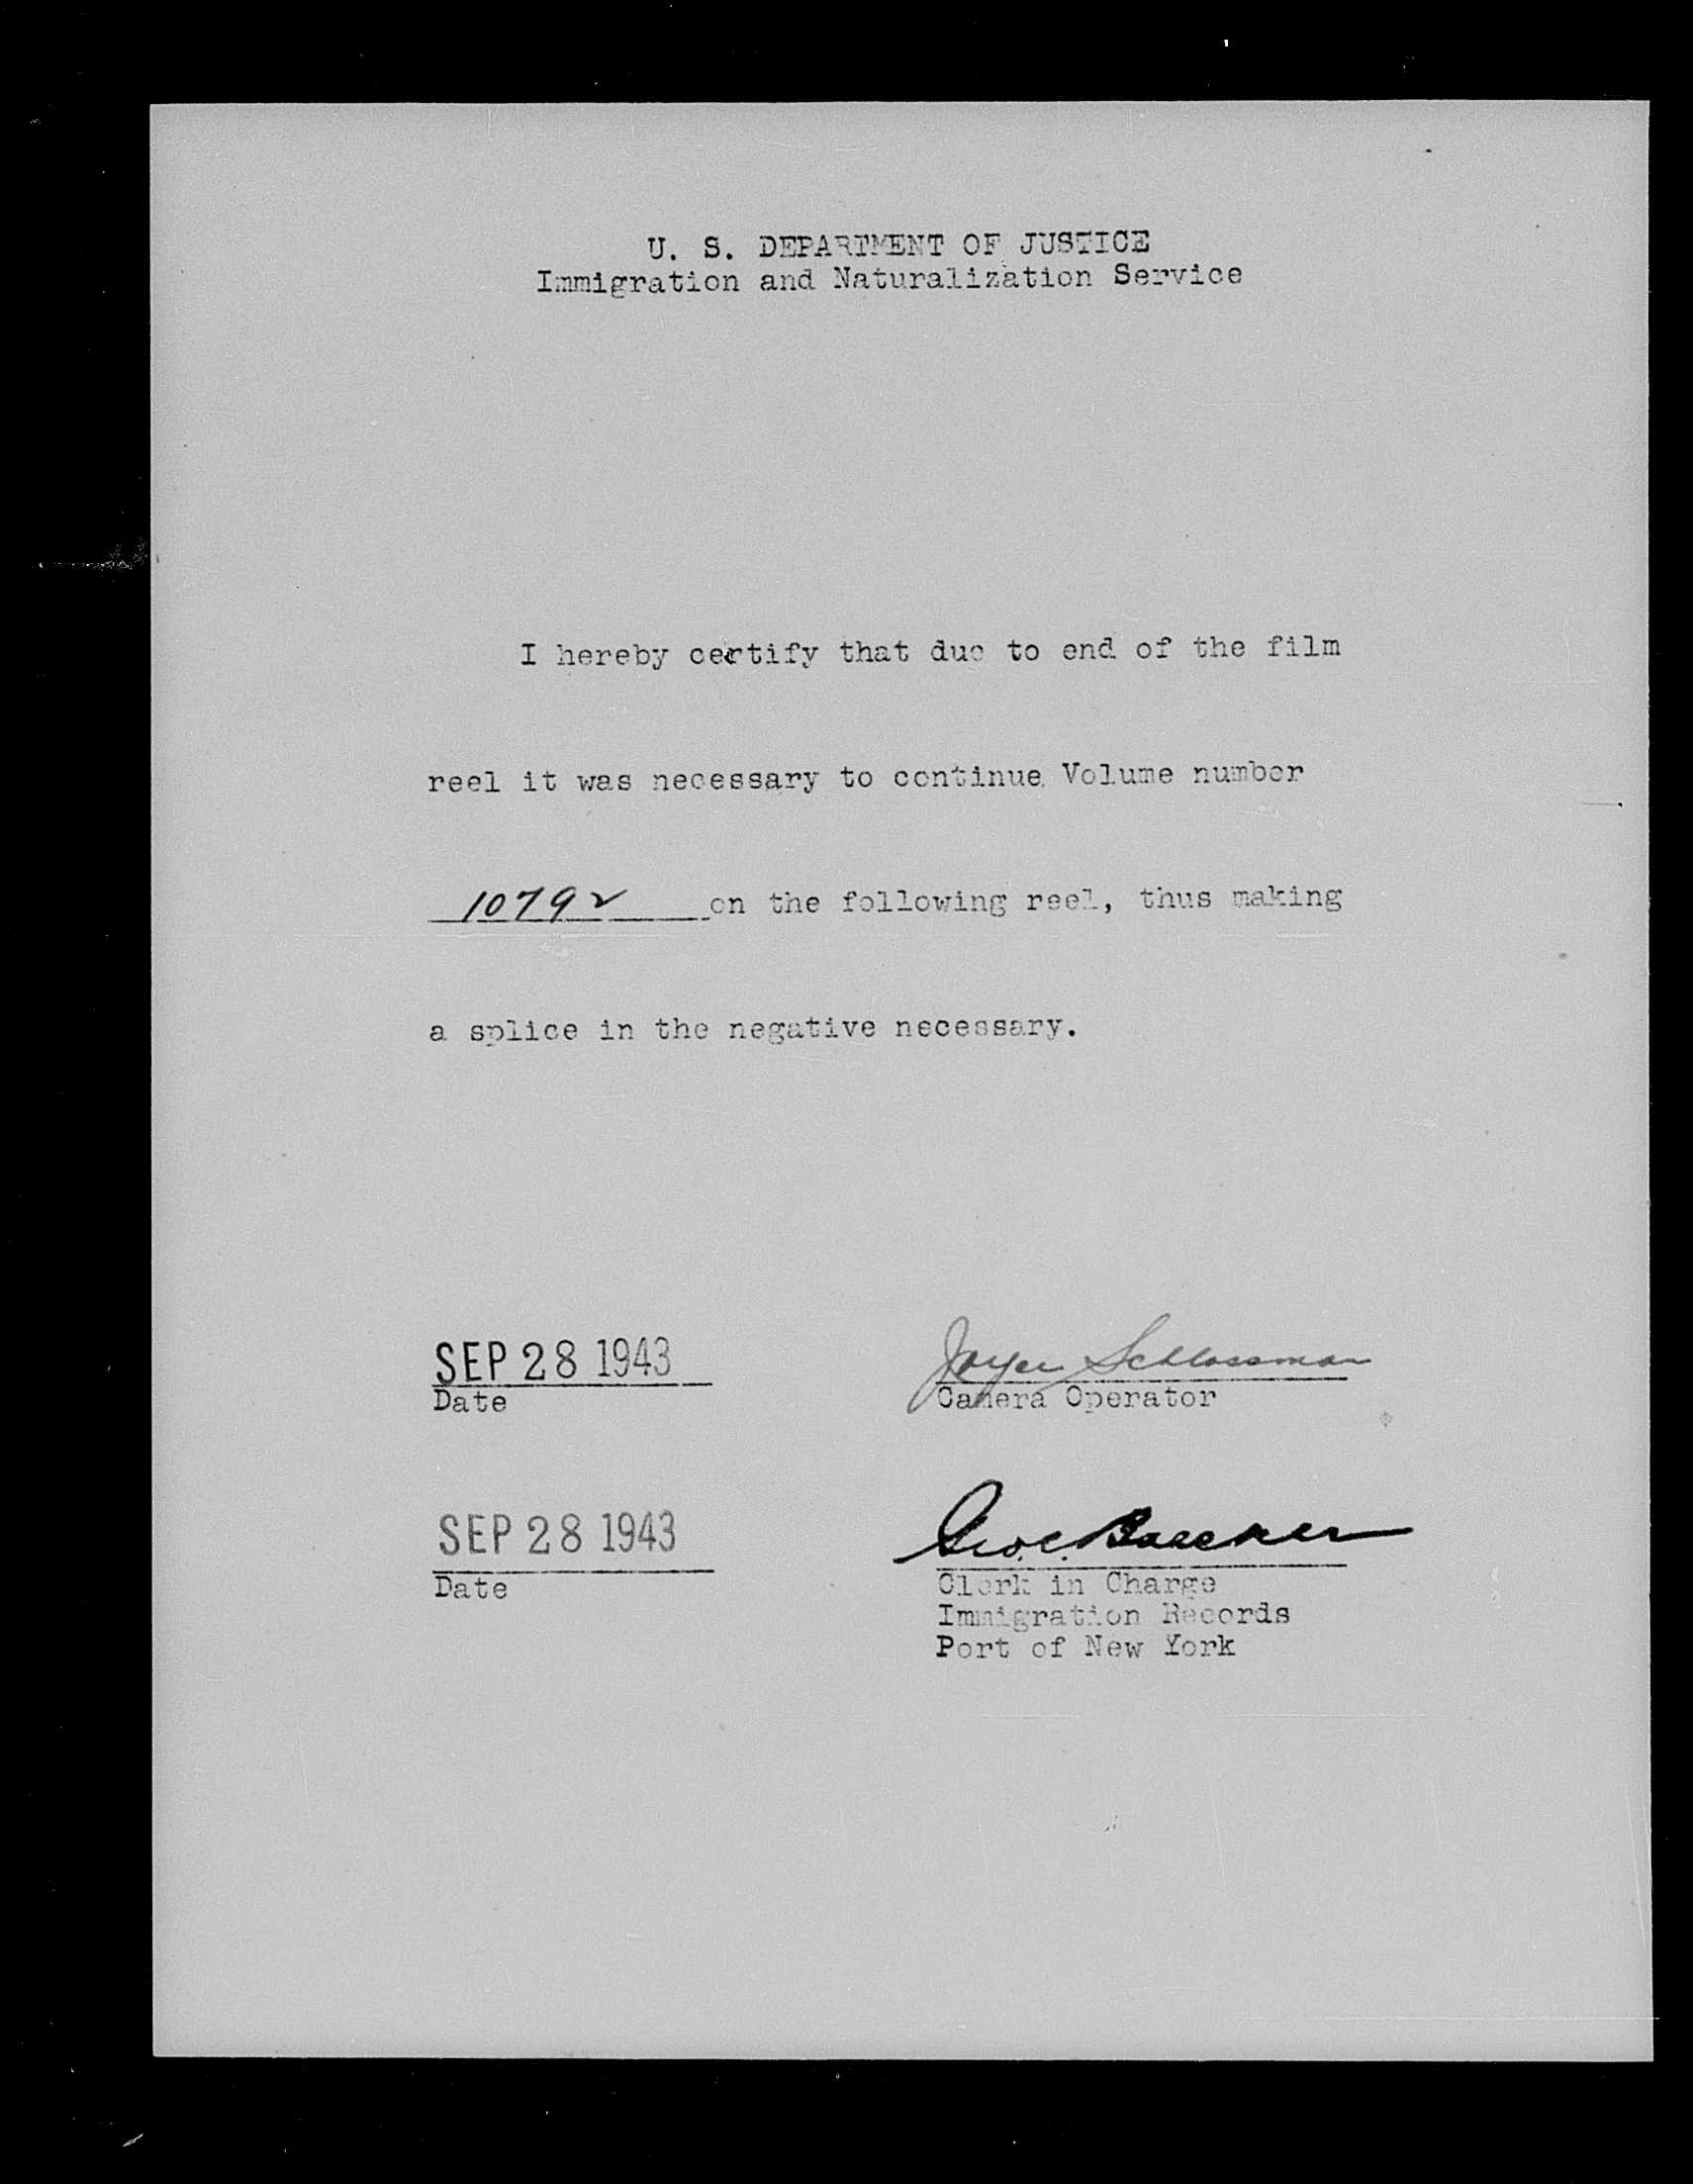 U. S. DEPARTMENT OF JUSTICE
Immigration and Naturalization Service
I hereby certify that due to end of the film
reel it was necessary to continue Volume number
10792 on the following reel, thus making
a splice in the negative necessary.
SEP 28 1943
Date
Schlossman
Camera Operator
SEP 28 1943
Date
Geo. C.
Clerk in Charge
Immigration Records
Port of New York